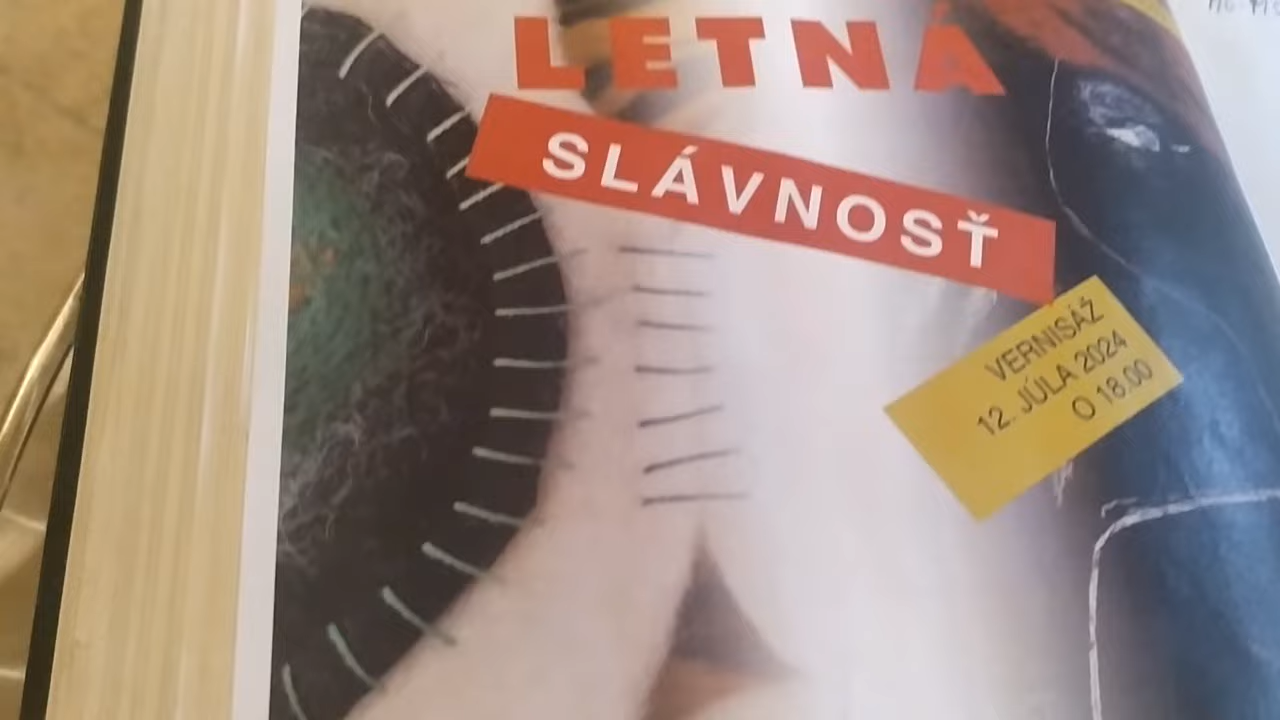 LETNÁ
SLÁVNOSŤ
VERNISÁŽ
12. JÚLA 2024
O 18.00